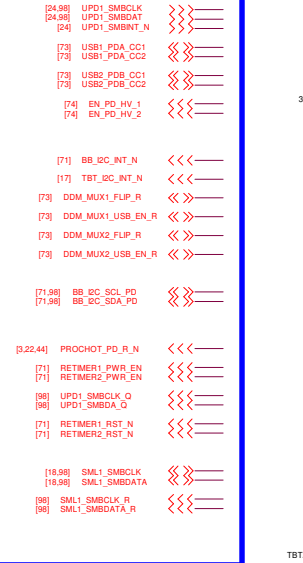 [24,98] UPD1_SMBCLK
[24,98] UPD1_SMBDAT
[24] UPD1_SMBINT_N
[73] USB1_PDA_CC1
[73] USB1_PDA_CC2
[73] USB2_PDB_CC1
[73] USB2_PDB_CC2
[74] EN_PD_HV_1
[74] EN_PD_HV_2
3
[71] BB_I2C_INT_N
[17] TBT_I2C_INT_N
[73] DDM_MUX1_FLIP_R
[73] DDM_MUX1_USB_EN_R
[73] DDM_MUX2_FLIP_R
[73] DDM_MUX2_USB_EN_R
[71,98] BB_I2C_SCL_PD
[71,98] BB_I2C_SDA_PD
[3,22,44] PROCHOT_PD_R_N
[71] RETIMER1_PWR_EN
[71] RETIMER2_PWR_EN
[98] UPD1_SMBCLK_Q
[98] UPD1_SMBDA_Q
[71] RETIMER1_RST_N
[71] RETIMER2_RST_N
[18,98] SML1_SMBCLK
[18,98] SML1_SMBDATA
[98] SML1_SMBCLK_R
[98] SML1_SMBDATA_R
TBT